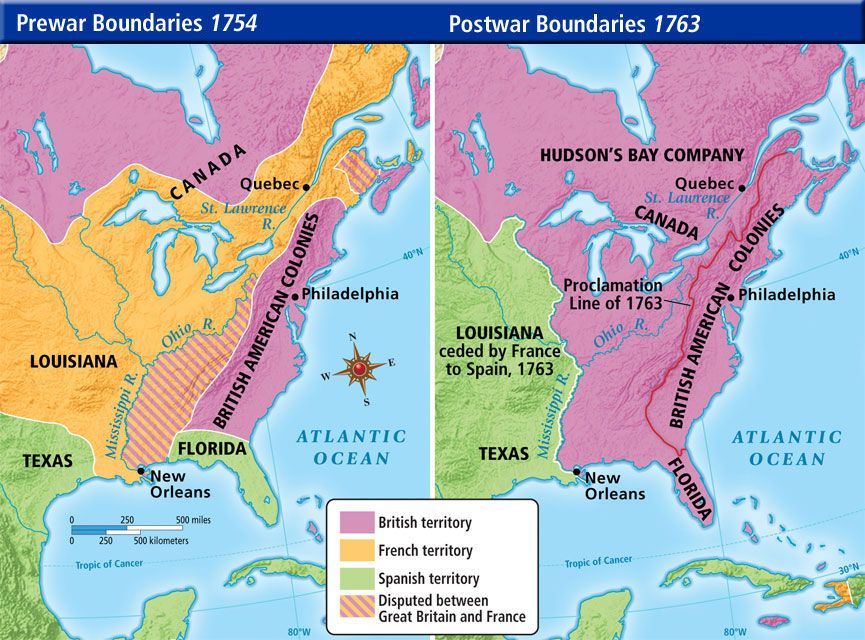 Prewar Boundaries 1754
CANADA
Quebec
St. Lawrence
R.
BRITISH AMERICAN COLONIES
40°N
Philadelphia
Ohio R.
LOUISIANA
Mississippi R.
N
W E
S
ATLANTIC
OCEAN
TEXAS
FLORIDA
New
Orleans
0 250 500 miles
0 250 500 kilometers
Tropic of Cancer
80°W
Postwar Boundaries 1763
HUDSON'S BAY COMPANY
Quebec
St. Lawrence
R.
CANADA
BRITISH AMERICAN COLONIES
40°N
Proclamation
Line of 1763
Philadelphia
Ohio R.
LOUISIANA
ceded by France
to Spain, 1763
Mississippi R.
ATLANTIC
OCEAN
TEXAS
FLORIDA
New
Orleans
Tropic of Cancer
30°N
80°W
British territory
French territory
Spanish territory
Disputed between
Great Britain and France